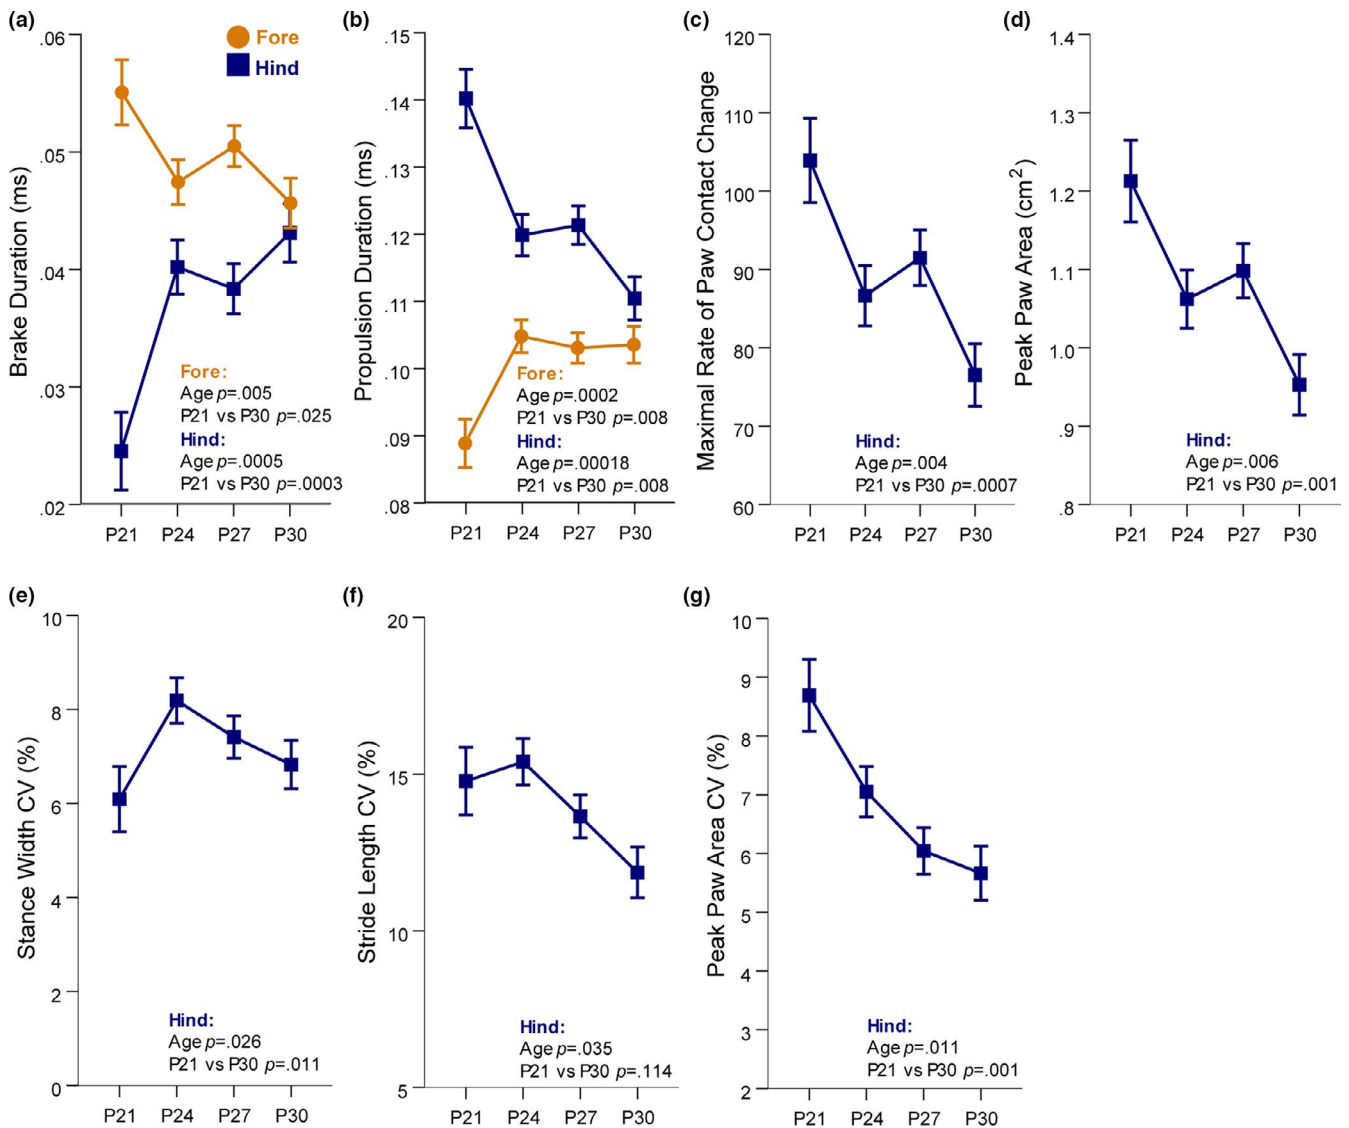 (a)
Brake Duration (ms)
.06
.05
.04
.03
.02
Fore
Hind
Fore:
Age p=.005
P21 vs P30 p=.025
Hind:
Age p=.0005
P21 vs P30 p=.0003
P21 P24 P27 P30
(b)
Propulsion Duration (ms)
.15
.14
.13
.12
.11
.10
.09
.08
Fore:
Age p=.0002
P21 vs P30 p=.008
Hind:
Age p=.00018
P21 vs P30 p=.008
P21 P24 P27 P30
(c)
Maximal Rate of Paw Contact Change
120
110
100
90
80
70
60
Hind:
Age p=.004
P21 vs P30 p=.0007
P21 P24 P27 P30
(d)
Peak Paw Area (cm2)
1.4
1.3
1.2
1.1
1.0
.9
.8
Hind:
Age p=.006
P21 vs P30 p=.001
P21 P24 P27 P30
(e)
Stance Width CV (%)
10
8
6
4
2
0
Hind:
Age p=.026
P21 vs P30 p=.011
P21 P24 P27 P30
(f)
Stride Length CV (%)
20
15
10
5
Hind:
Age p=.035
P21 vs P30 p=.114
P21 P24 P27 P30
(g)
Peak Paw Area CV (%)
10
9
8
7
6
5
4
3
2
Hind:
Age p=.011
P21 vs P30 p=.001
P21 P24 P27 P30